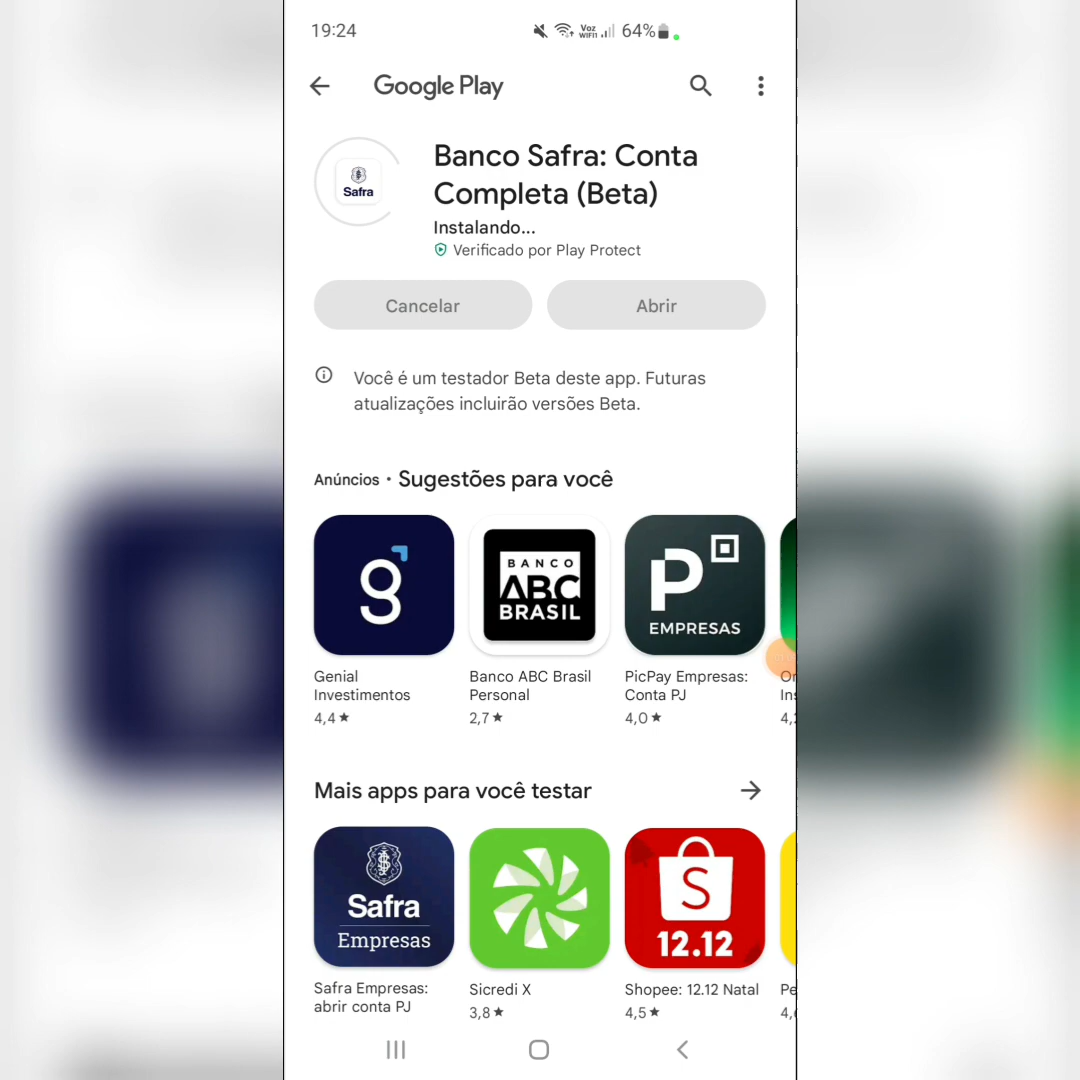 19:24
Voz
WIFI1
64%
Google Play
Safra
Banco Safra: Conta
Completa (Beta)
Instalando...
Verificado por Play Protect
Cancelar
Abrir
Você é um testador Beta deste app. Futuras
atualizações incluirão versões Beta.
Anúncios • Sugestões para você
BANCO
ABC
BRASIL
P
EMPRESAS
Genial
Investimentos
4,4★
Banco ABC Brasil
Personal
2,7★
PicPay Empresas:
Conta PJ
4,0★
Mais apps para você testar
Safra
Empresas
S
12.12
Safra Empresas:
abrir conta PJ
Sicredi X
3,8★
Shopee: 12.12 Natal
4,5★